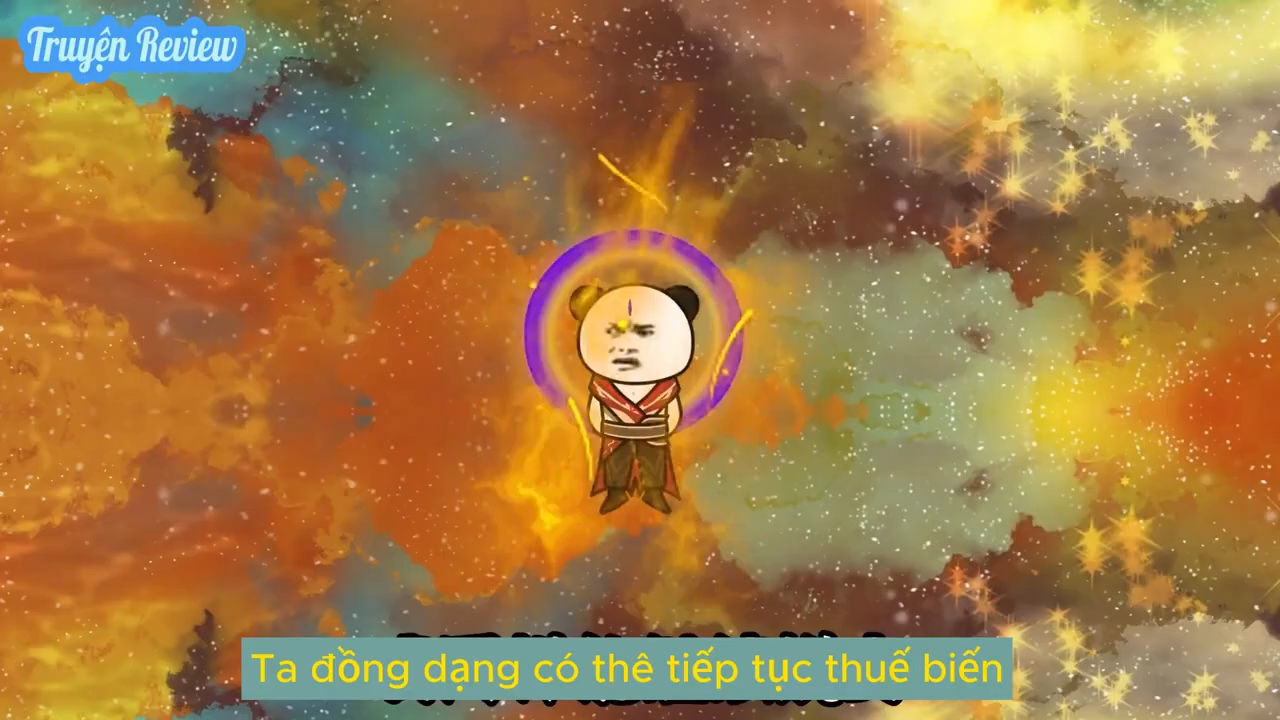 Truyện Review
Ta đồng dạng có thê tiếp tục thuế biến